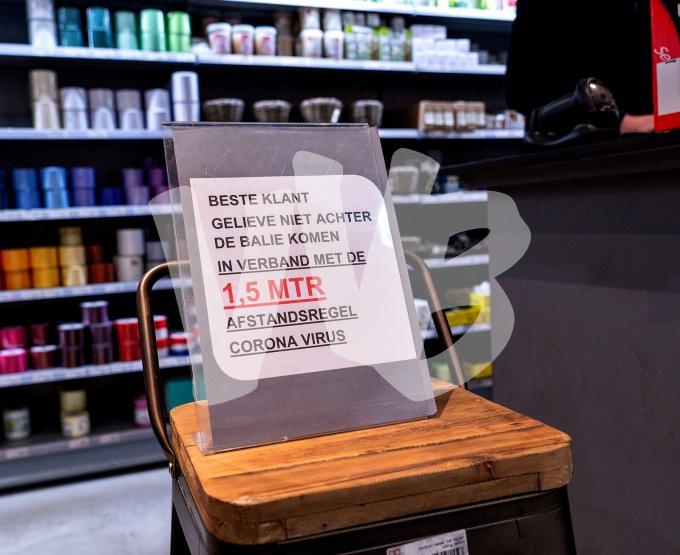 BESTE KLANT
GELIEVE NIET ACHTER
DE BALIE KOMEN
IN VERBAND MET DE
1,5 MTR
AFSTANDSREGEL
CORONA VIRUS